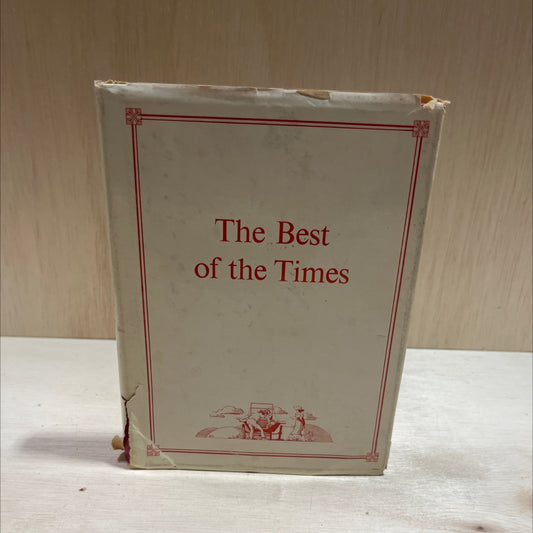 The Best
of the Times